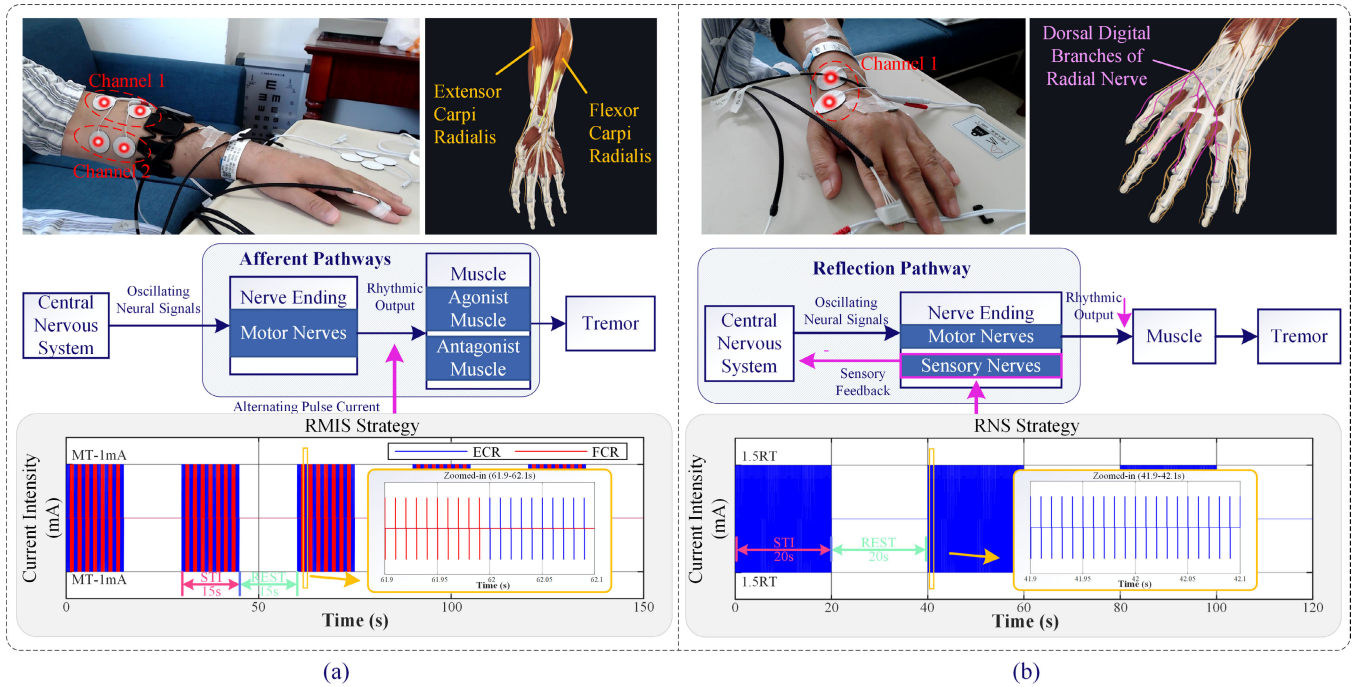 Channel 1
Channel 2
Extensor
Carpi
Radialis
Flexor
Carpi
Radialis
Afferent Pathways
Central
Nervous
System
Oscillating
Neural Signals
Nerve Ending
Motor Nerves
Rhythmic
Output
Muscle
Agonist
Muscle
Antagonist
Muscle
Tremor
Alternating Pulse Current
RMIS Strategy
Current Intensity
(mA)
MT-1mA
MT-1mA
ECR
FCR
Zoomed-in (61.9-62.1s)
61.9 61.95 62 62.05 62.1
Time (s)
STI
15s
REST
15s
0 50 100 150
Time (s)
(a)
Channel 1
Dorsal Digital
Branches of
Radial Nerve
Reflection Pathway
Central
Nervous
System
Oscillating
Neural Signals
-
Sensory
Feedback
Nerve Ending
Motor Nerves
Sensory Nerves
Rhythmic
Output
Muscle
Tremor
RNS Strategy
Current Intensity
(mA)
1.5RT
1.5RT
STI
20s
REST
20s
Zoomed-in (41.9-42.1s)
41.9 41.95 42 42.05 42.1
Time (s)
0 20 40 60 80 100 120
Time (s)
(b)